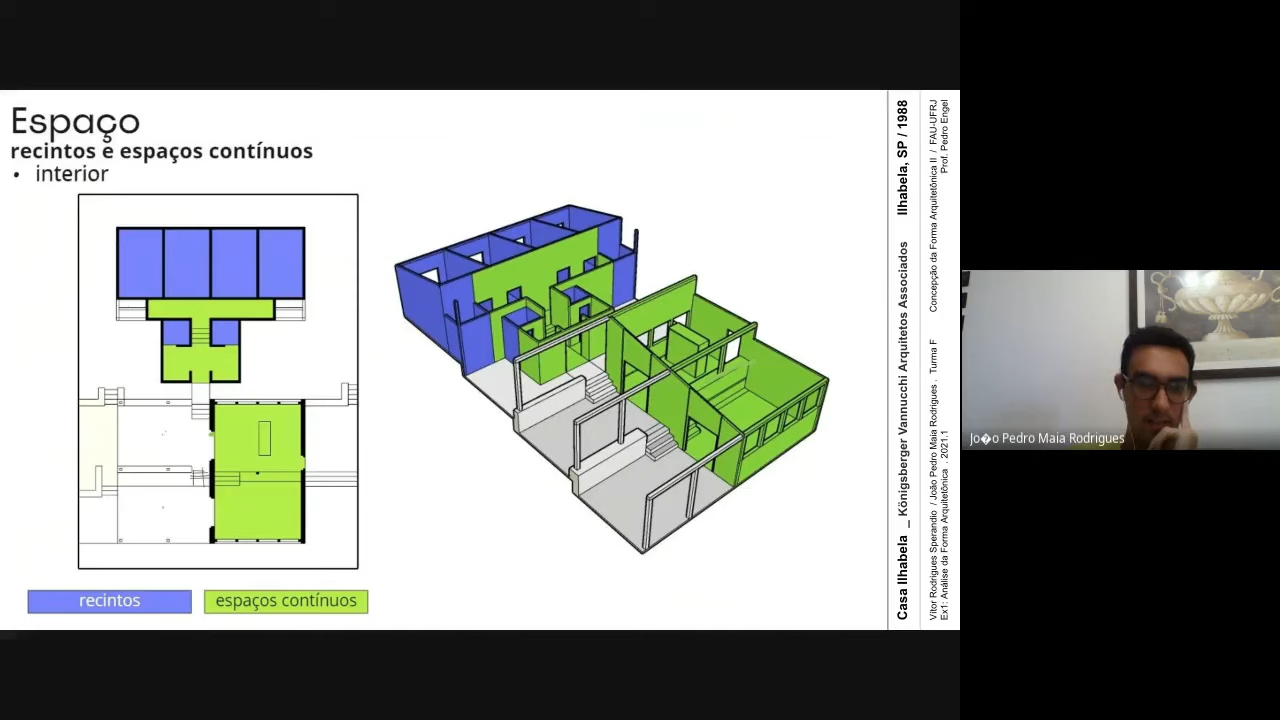 Espaço
recintos e espaços contínuos
• interior
recintos
espaços contínuos
Casa Ilhabela _ Königsberger Vannucchi Arquitetos Associados Ilhabela, SP / 1988
Vitor Rodrigues Sperandio / João Pedro Maia Rodrigues . Turma F Concepção da Forma Arquitetônica II / FAU-UFRJ
Ex1: Análise da Forma Arquitetônica . 2021.1 Prof. Pedro Engel
Jo�o Pedro Maia Rodrigues